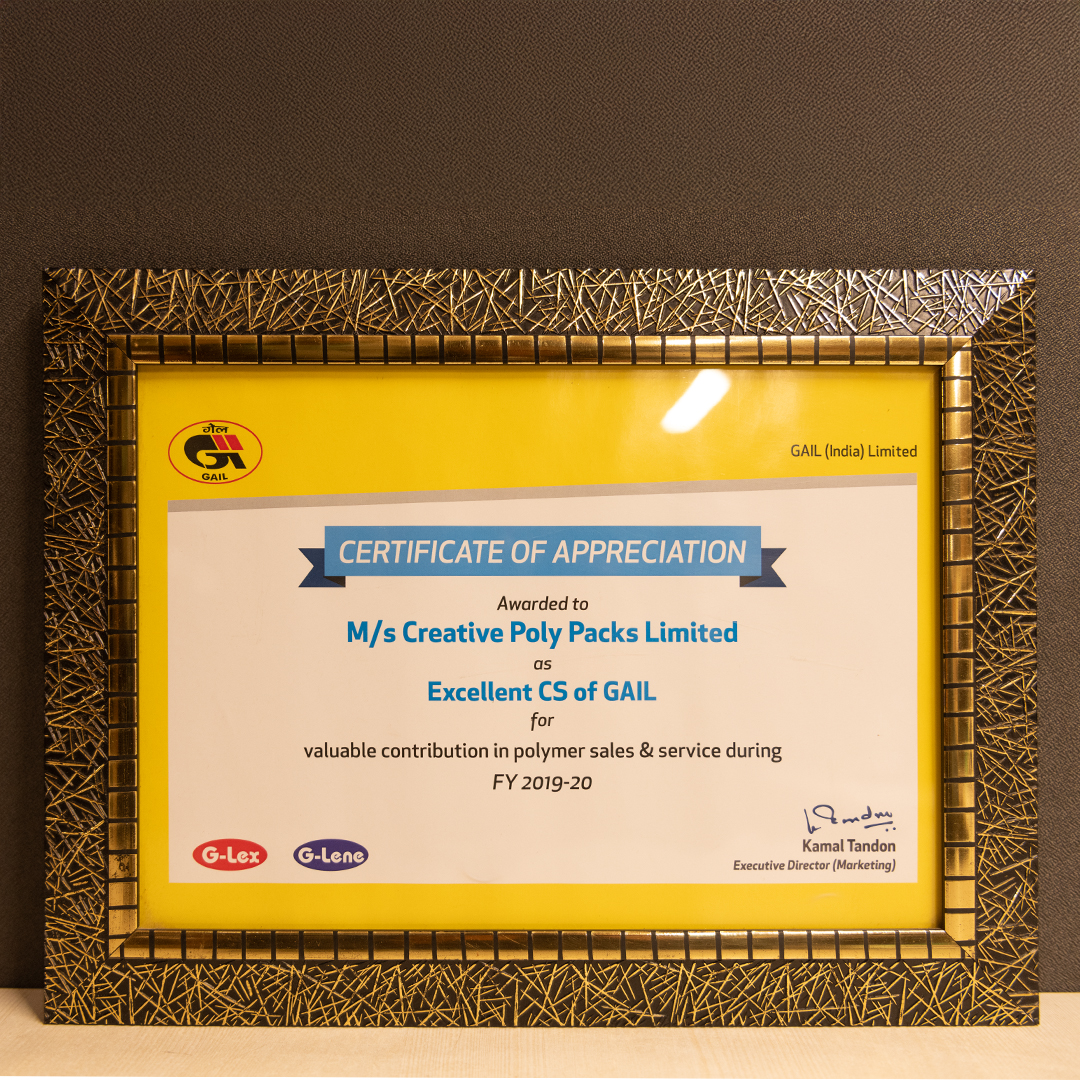 गेल
GAIL
GAIL (India) Limited
CERTIFICATE OF APPRECIATION
Awarded to
M/s Creative Poly Packs Limited
as
Excellent CS of GAIL
for
valuable contribution in polymer sales & service during
FY 2019-20
Kamal Tandon
Executive Director (Marketing)
G-Lex
G-Lene